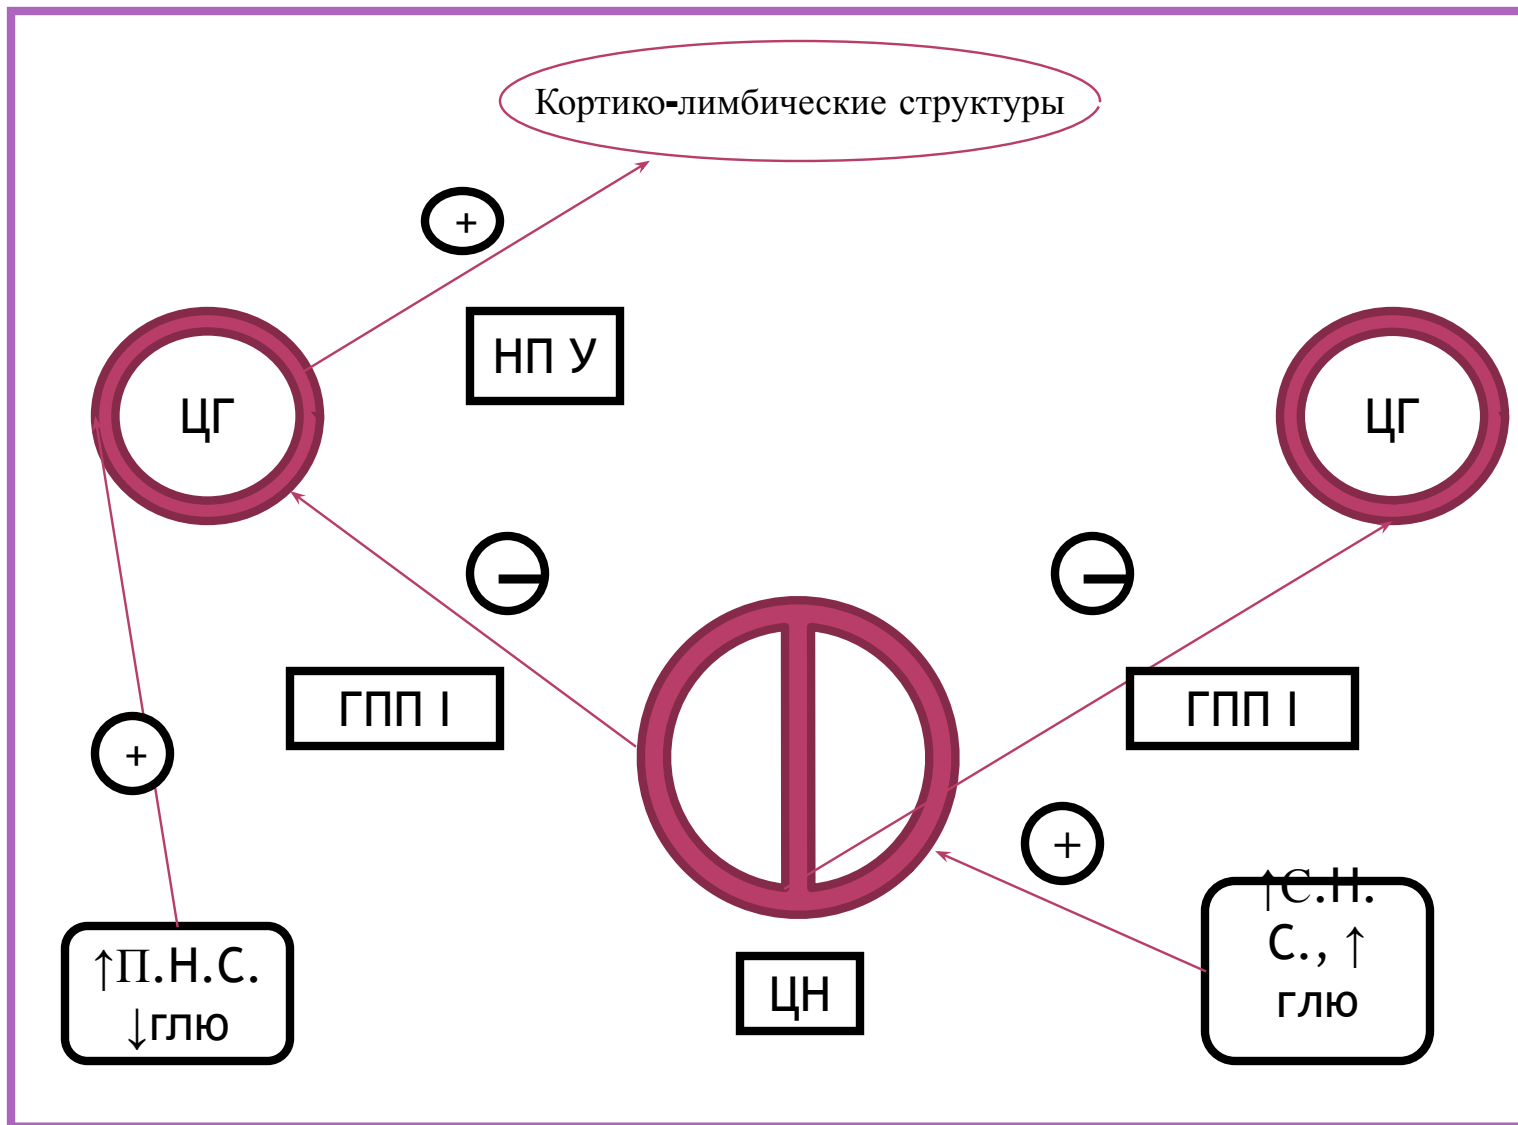 Кортико-лимбические структуры
+
НП У
ЦГ
ЦГ
−
−
ГПП I
ГПП I
+
+
↑П.Н.С.
↓глю
ЦН
↑С.Н.
С., ↑
глю